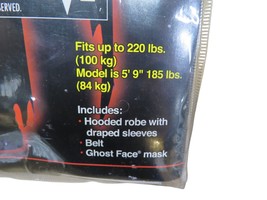 SERVED.
Fits up to 220 lbs.
(100 kg)
Model is 5' 9" 185 lbs.
(84 kg)
Includes:
• Hooded robe with
draped sleeves
• Belt
• Ghost Face® mask